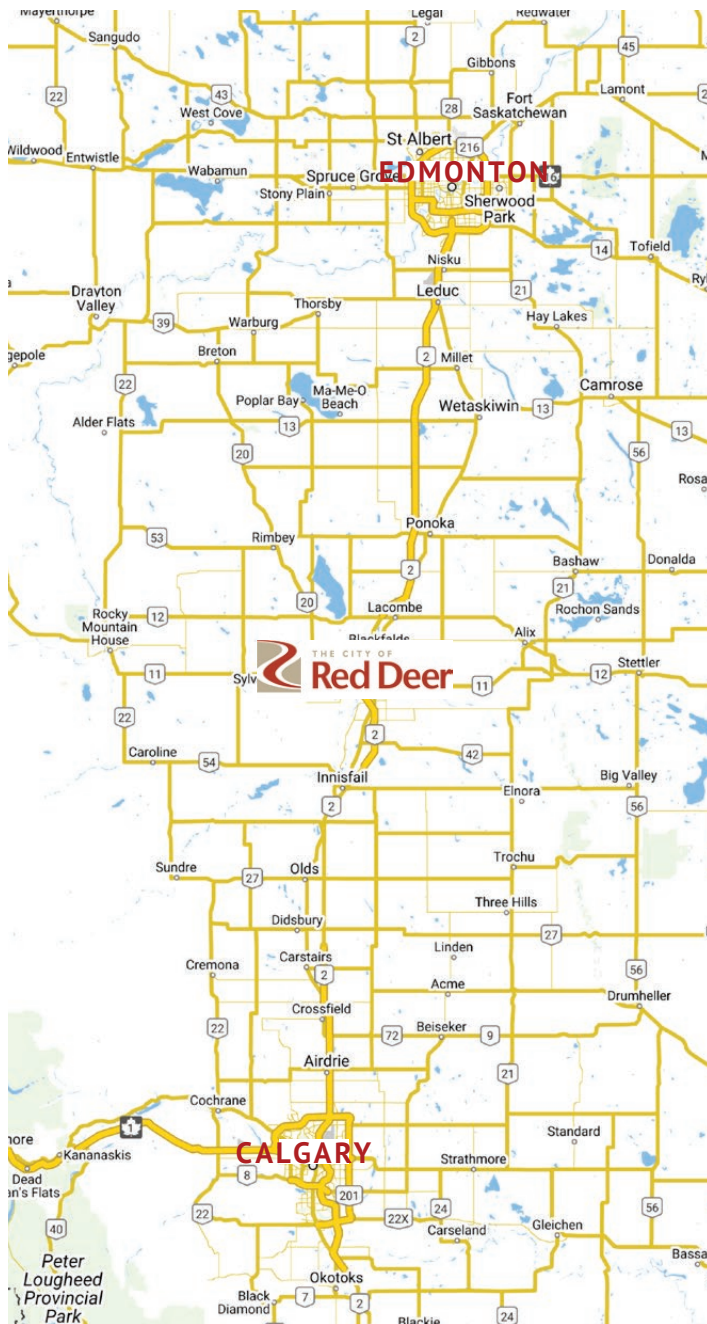 Mayerthorpe
Legal
Redwater
Sangudo
2
45
Gibbons
22
43
28
Fort
Saskatchewan
Lamont
West Cove
St Albert
216
Wildwood
Entwistle
Wabamun
Spruce Grove
EDMONTON
16
Stony Plain
Sherwood
Park
14
Tofield
Nisku
Drayton
Valley
Leduc
21
Thorsby
39
Warburg
Hay Lakes
Breton
2
Millet
22
Ma-Me-O
Beach
Camrose
Poplar Bay
Wetaskiwin
13
Alder Flats
13
13
20
56
Ponoka
53
Rimbey
2
Bashaw
Donalda
21
20
Lacombe
Rochon Sands
Rocky
Mountain
House
12
Blackfalds
Alix
THE CITY OF
Red Deer
11
11
12
Stettler
22
2
42
Caroline
54
Innisfail
Big Valley
2
Elnora
56
Sundre
27
Olds
Trochu
Three Hills
Didsbury
27
Linden
Cremona
Carstairs
2
56
Acme
Drumheller
Crossfield
22
72
Beiseker
9
Airdrie
21
Cochrane
1
Standard
Kananaskis
CALGARY
Dead
an's Flats
8
Strathmore
201
22
22X
24
56
40
Carseland
Gleichen
Peter
Lougheed
Provincial
Park
Okotoks
Black
Diamond
7
2
Blackie
24